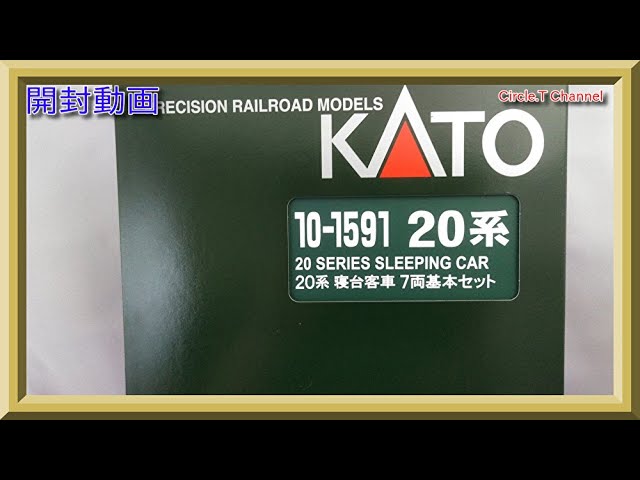 開封動画
Circle.T Channel
RECISION RAILROAD MODELS
KATO
10-1591 20系
20 SERIES SLEEPING CAR
20系 寝台客車 7両基本セット